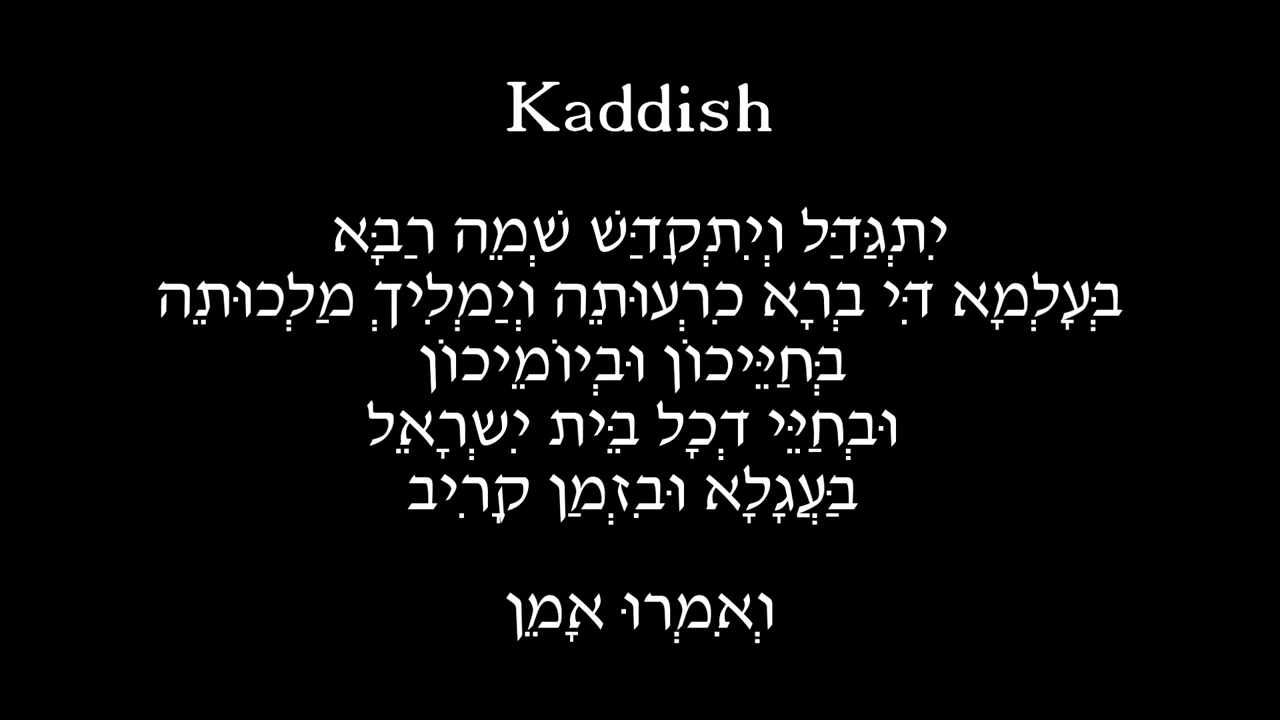 Kaddish
יִתְגַּדַּל וְיִתְקַדַּשׁ שְׁמֵהּ רַבָּא
בְּעָלְמָא דִּי בְרָא כִרְעוּתֵהּ וְיַמְלִיךְ מַלְכוּתֵהּ
בְּחַיֵּיכוֹן וּבְיוֹמֵיכוֹן
וּבְחַיֵּי דְכָל בֵּית יִשְׂרָאֵל
בַּעֲגָלָא וּבִזְמַן קָרִיב
וְאִמְרוּ אָמֵן